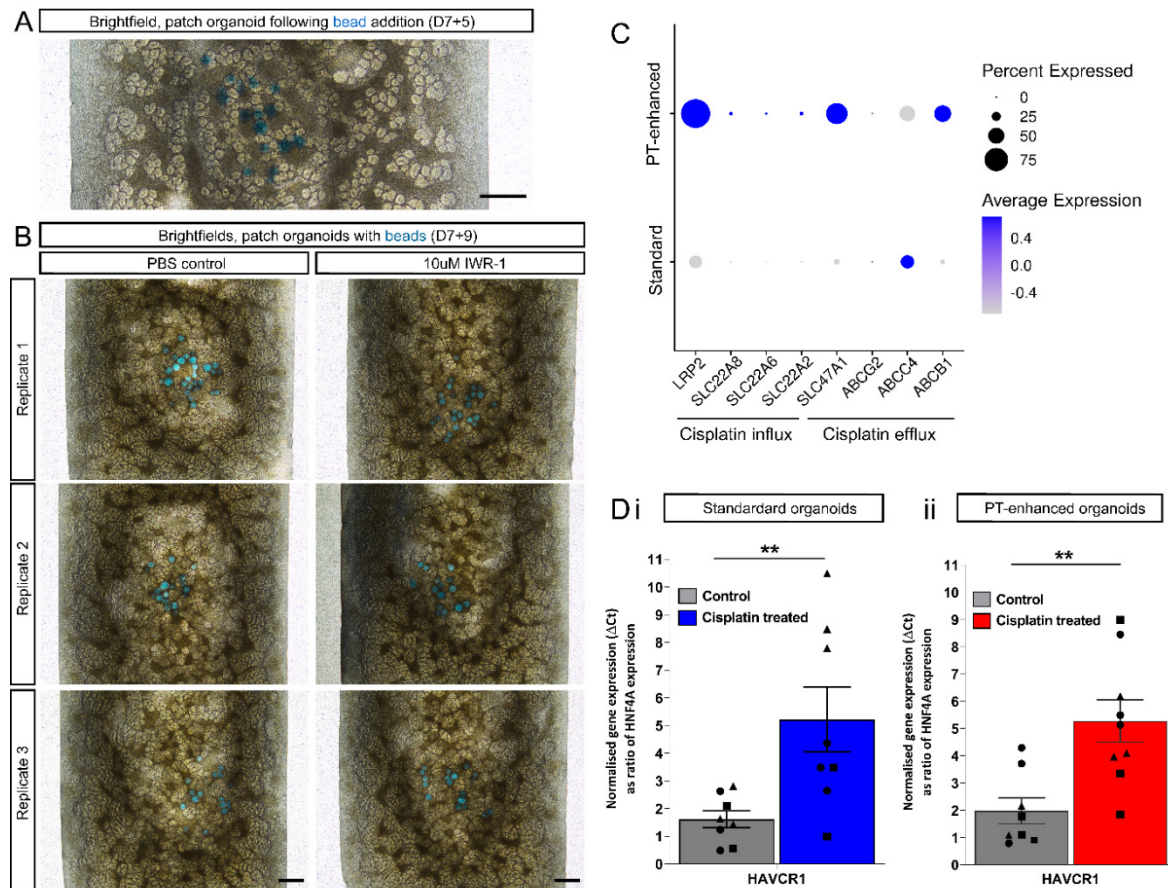 A
Brightfield, patch organoid following bead addition (D7+5)
B
Brightfields, patch organoids with beads (D7+9)
PBS control
10uM IWR-1
Replicate 1
Replicate 2
Replicate 3
C
PT-enhanced
Standard
LRP2
SLC22A8
SLC22A6
SLC22A2
SLC47A1
ABCG2
ABCC4
ABCB1
Cisplatin influx
Cisplatin efflux
Percent Expressed
0
25
50
75
Average Expression
0.4
0.0
-0.4
D i
Standardard organoids
Normalised gene expression (ΔCt)
as ratio of HNF4A expression
11
10
9
8
7
6
5
4
3
2
1
0
**
Control
Cisplatin treated
HAVCR1
ii
PT-enhanced organoids
Normalised gene expression (ΔCt)
as ratio of HNF4A expression
11
10
9
8
7
6
5
4
3
2
1
0
**
Control
Cisplatin treated
HAVCR1